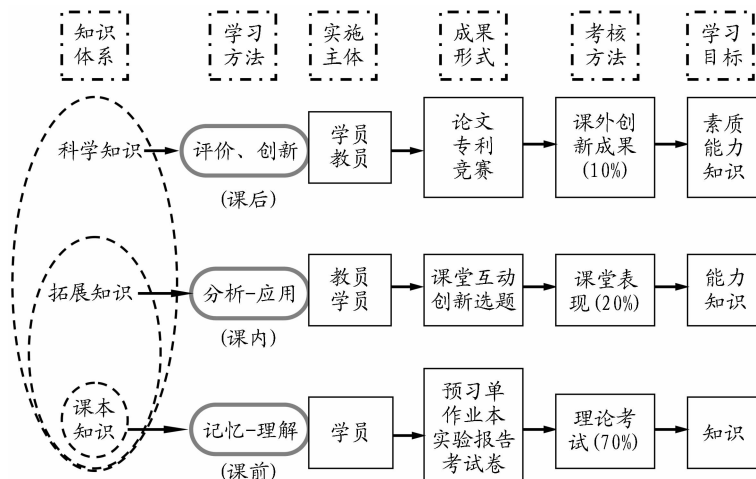 知识
体系
学习
方法
实施
主体
成果
形式
考核
方法
学习
目标
科学知识
评价、创新
(课后)
学员
教员
论文
专利
竞赛
课外创
新成果
(10%)
素质
能力
知识
拓展知识
分析-应用
(课内)
教员
学员
课堂互动
创新选题
课堂表
现(20%)
能力
知识
课本
知识
记忆-理解
(课前)
学员
预习单
作业本
实验报告
考试卷
理论考
试(70%)
知识